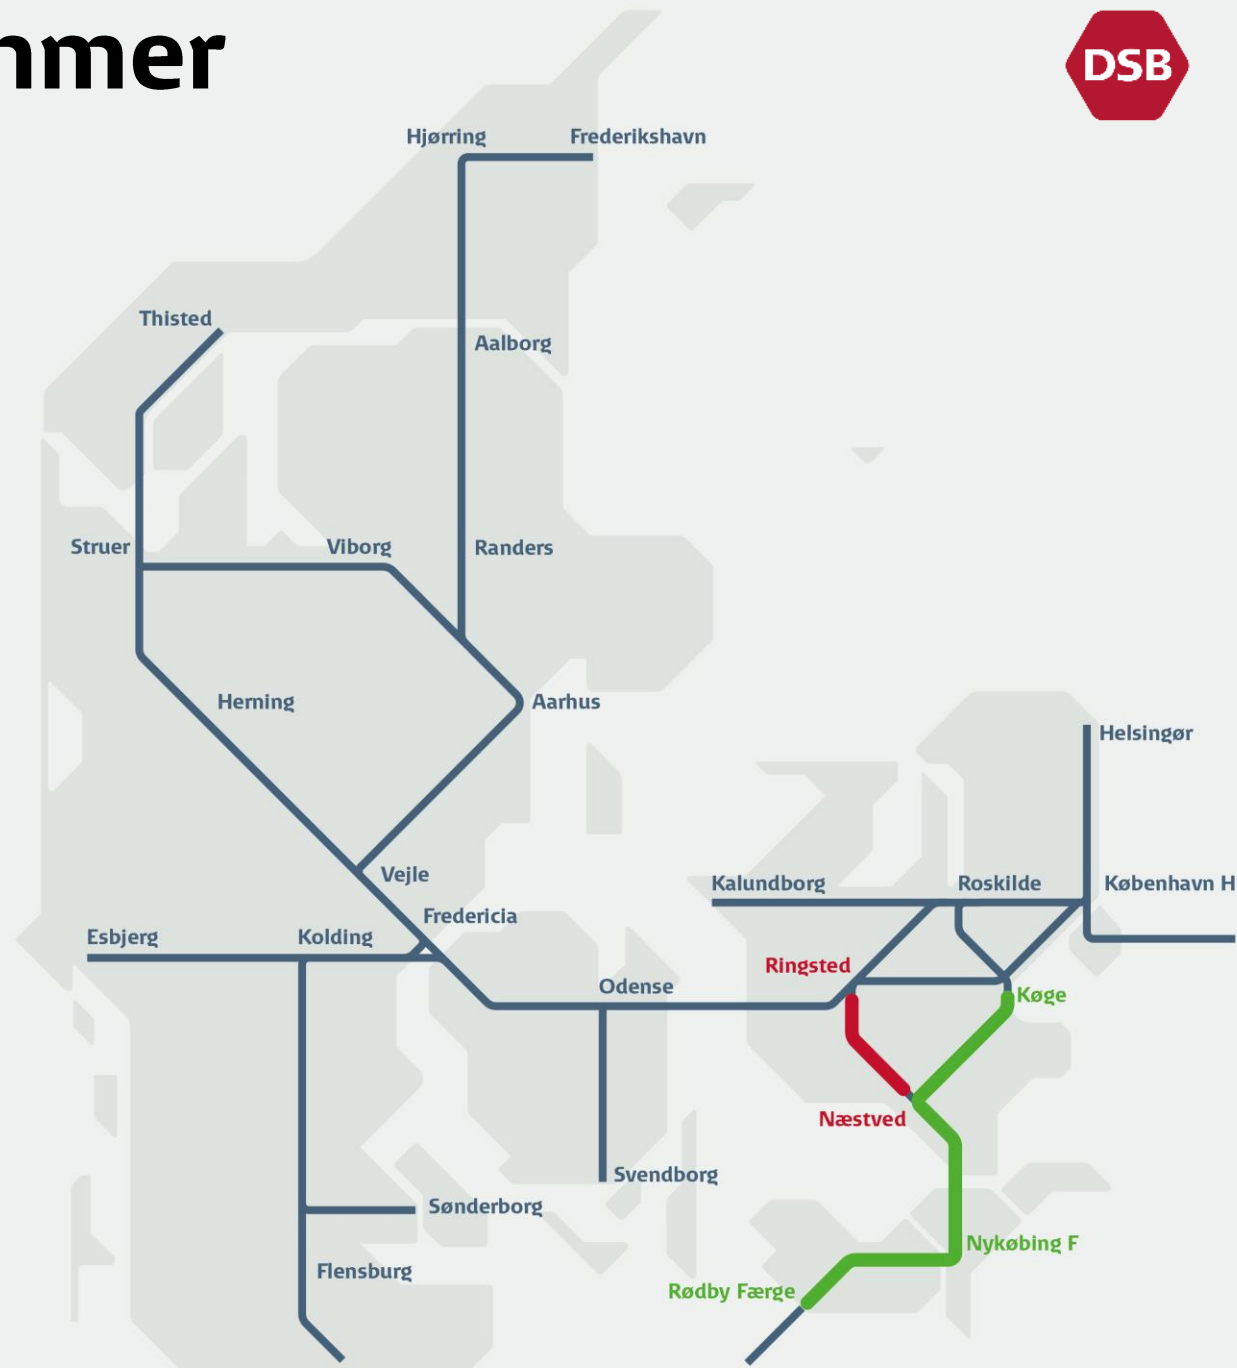 mmer
DSB
Hjørring
Frederikshavn
Thisted
Aalborg
Struer
Viborg
Randers
Herning
Aarhus
Helsingør
Vejle
Kalundborg
Roskilde
København H
Fredericia
Esbjerg
Kolding
Ringsted
Odense
Køge
Næstved
Svendborg
Sønderborg
Nykøbing F
Flensburg
Rødby Færge